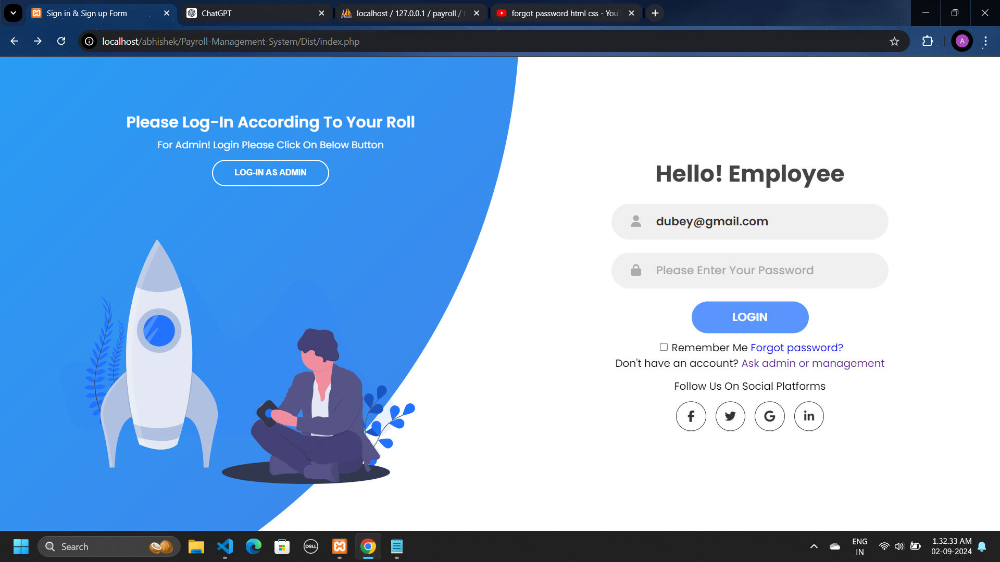 Sign in & Sign up Form
ChatGPT
localhost / 127.0.0.1 / payroll /
forgot password html css - You
localhost/abhishek/Payroll-Management-System/Dist/index.php
A
Please Log-In According To Your Roll
For Admin! Login Please Click On Below Button
LOG-IN AS ADMIN
Hello! Employee
dubey@gmail.com
Please Enter Your Password
LOGIN
Remember Me Forgot password?
Don't have an account? Ask admin or management
Follow Us On Social Platforms
Search
DELL
ENG
IN
1.32.33 AM
02-09-2024